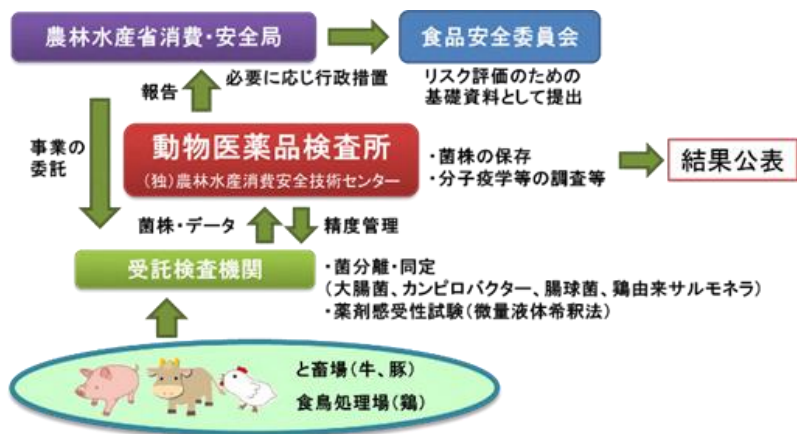 農林水産省消費・安全局
食品安全委員会
報告
必要に応じ行政措置
リスク評価のための
基礎資料として提出
事業の
委託
動物医薬品検査所
(独)農林水産消費安全技術センター
・菌株の保存
・分子疫学等の調査等
結果公表
菌株・データ
精度管理
受託検査機関
・菌分離・同定
(大腸菌、カンピロバクター、腸球菌、鶏由来サルモネラ)
・薬剤感受性試験(微量液体希釈法)
と畜場(牛、豚)
食鳥処理場(鶏)